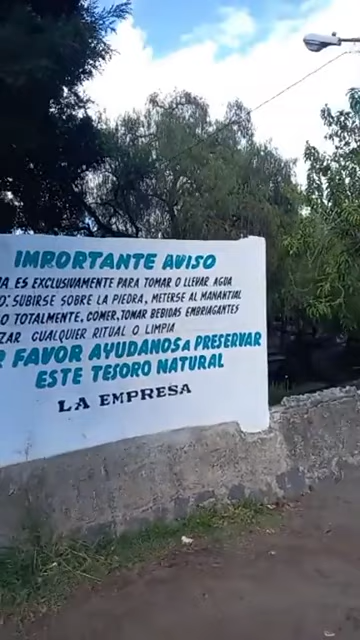 IMPORTANTE AVISO
A ES EXCLUSIVAMENTE PARA TOMAR O LLEVAR AGUA
O: SUBIRSE SOBRE LA PIEDRA, METERSE AL MANANTIAL
O TOTALMENTE, COMER, TOMAR BEBIDAS EMBRIAGANTES
ZAR CUALQUIER RITUAL O LIMPIA
R FAVOR AYUDANOS A PRESERVAR
ESTE TESORO NATURAL
LA EMPRESA